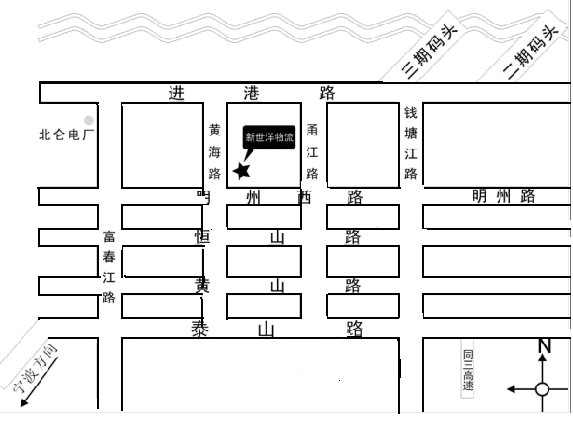 三期码头
二期码头
进港路
北仑电厂
黄海路
新世洋物流
甬江路
钱塘江路
明州西路
明州路
富春江路
恒山路
黄山路
泰山路
宁波方向
同三高速
N